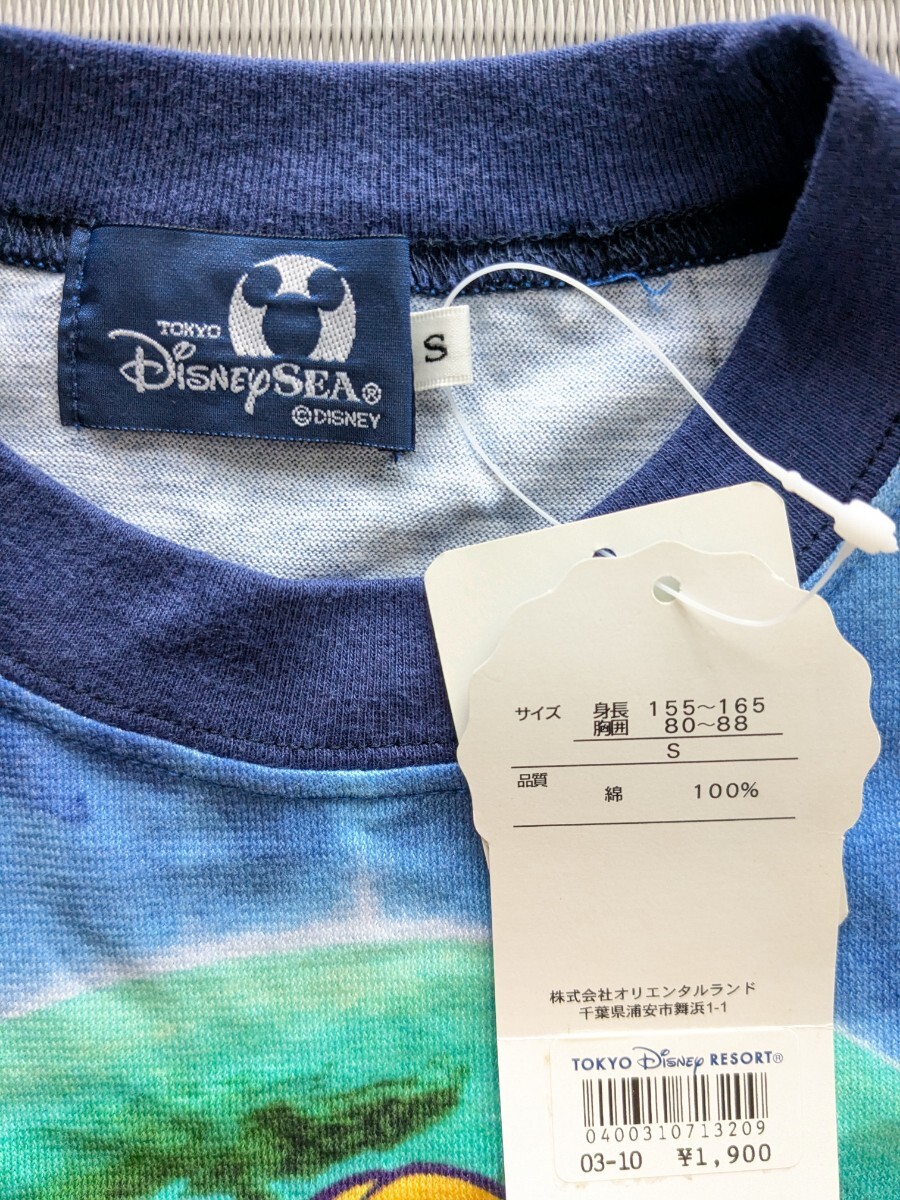 TOKYO
DISNEYSEA®
©DISNEY
S
サイズ 身長 155～165
胸囲 80～88
S
品質
綿 100%
株式会社オリエンタルランド
千葉県浦安市舞浜1-1
TOKYO DISNEY RESORT®
0400310713209
03-10 ¥1,900